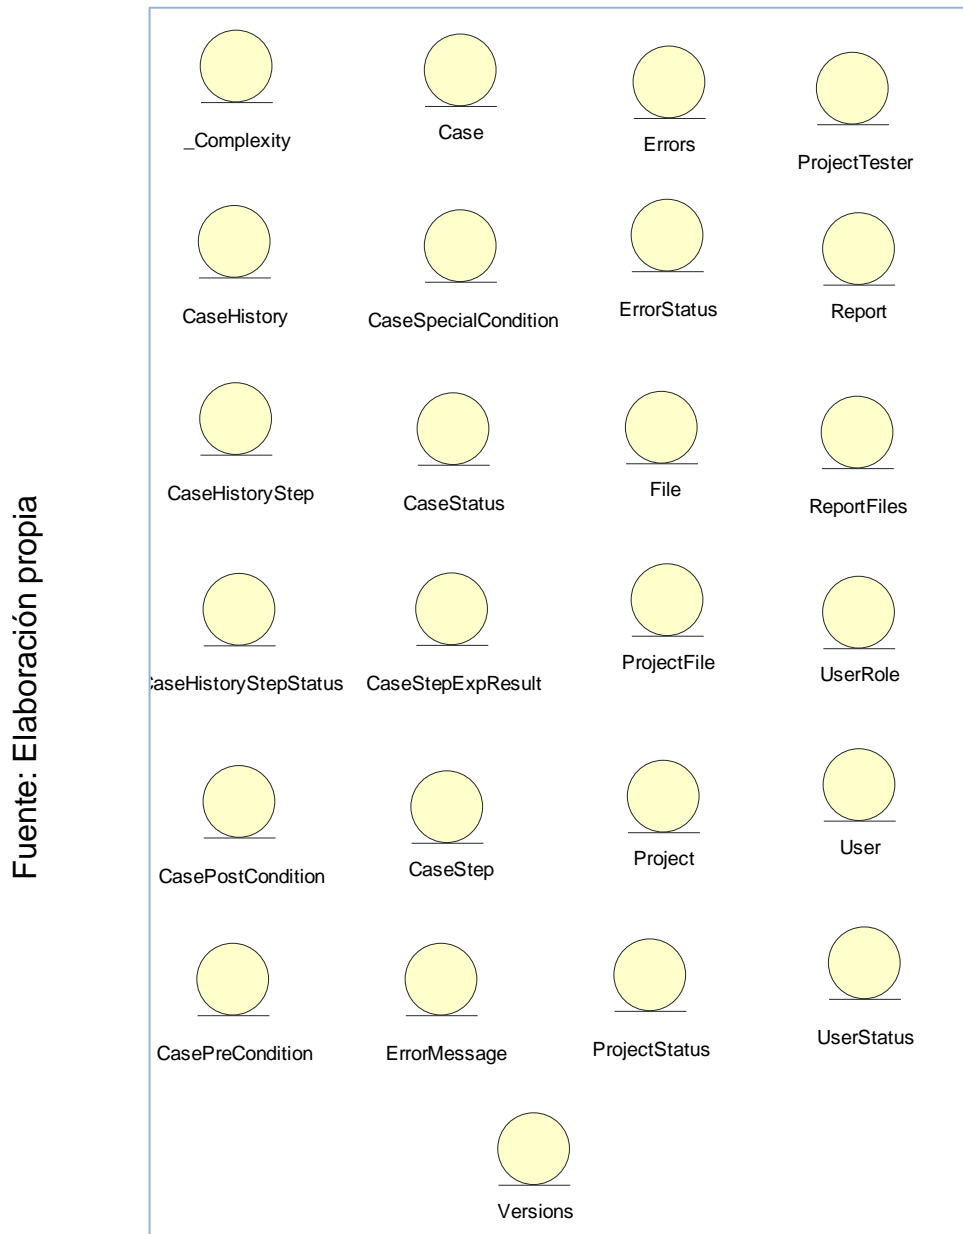 Fuente: Elaboración propia
_Complexity
Case
Errors
ProjectTester
CaseHistory
CaseSpecialCondition
ErrorStatus
Report
CaseHistoryStep
CaseStatus
File
ReportFiles
CaseHistoryStepStatus
CaseStepExpResult
ProjectFile
UserRole
CasePostCondition
CaseStep
Project
User
CasePreCondition
ErrorMessage
ProjectStatus
UserStatus
Versions